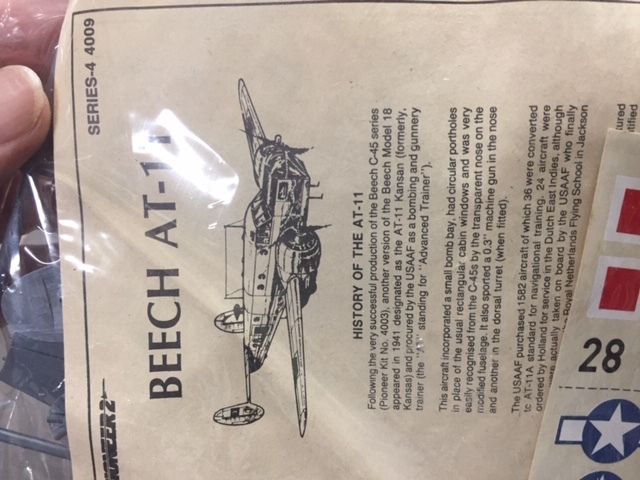 SERIES-4 4009
BEECH AT-11
HISTORY OF THE AT-11
Following the very successful production of the Beech C-45 series
(Pioneer Kit No. 4003), another version of the Beech Model 18
appeared in 1941 designated as the AT-11 Kansan (formerly,
Kansas) and procured by the USAAF as a bombing and gunnery
trainer (the "AT" standing for "Advanced Trainer").
This aircraft incorporated a small bomb bay, had circular portholes
in place of the usual rectangular cabin windows and was very
easily recognised from the C-45s by the transparent nose on the
modified fuselage. It also sported a 0.3" machine gun in the nose
and another in the dorsal turret (when fitted).
The USAAF purchased 1582 aircraft of which 36 were converted
to AT-11A standard for navigational training. 24 aircraft were
ordered by Holland for service in the Dutch East Indies, although
were actually taken on board by the USAAF who finally
Royal Netherlands Flying School in Jackson
28